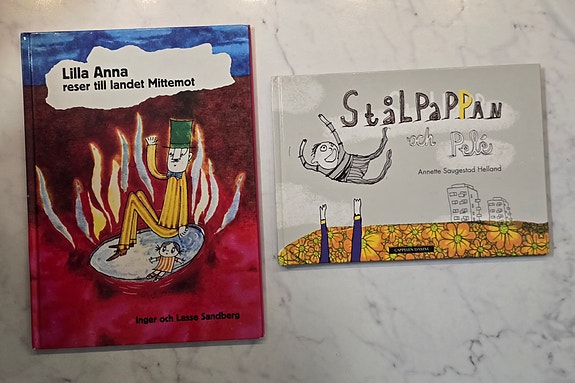 Lilla Anna
reser till landet Mittemot
Inger och Lasse Sandberg
STÅLPAPPAN
och Pelé
Annette Saugestad Helland
CAPPELEN DAMM